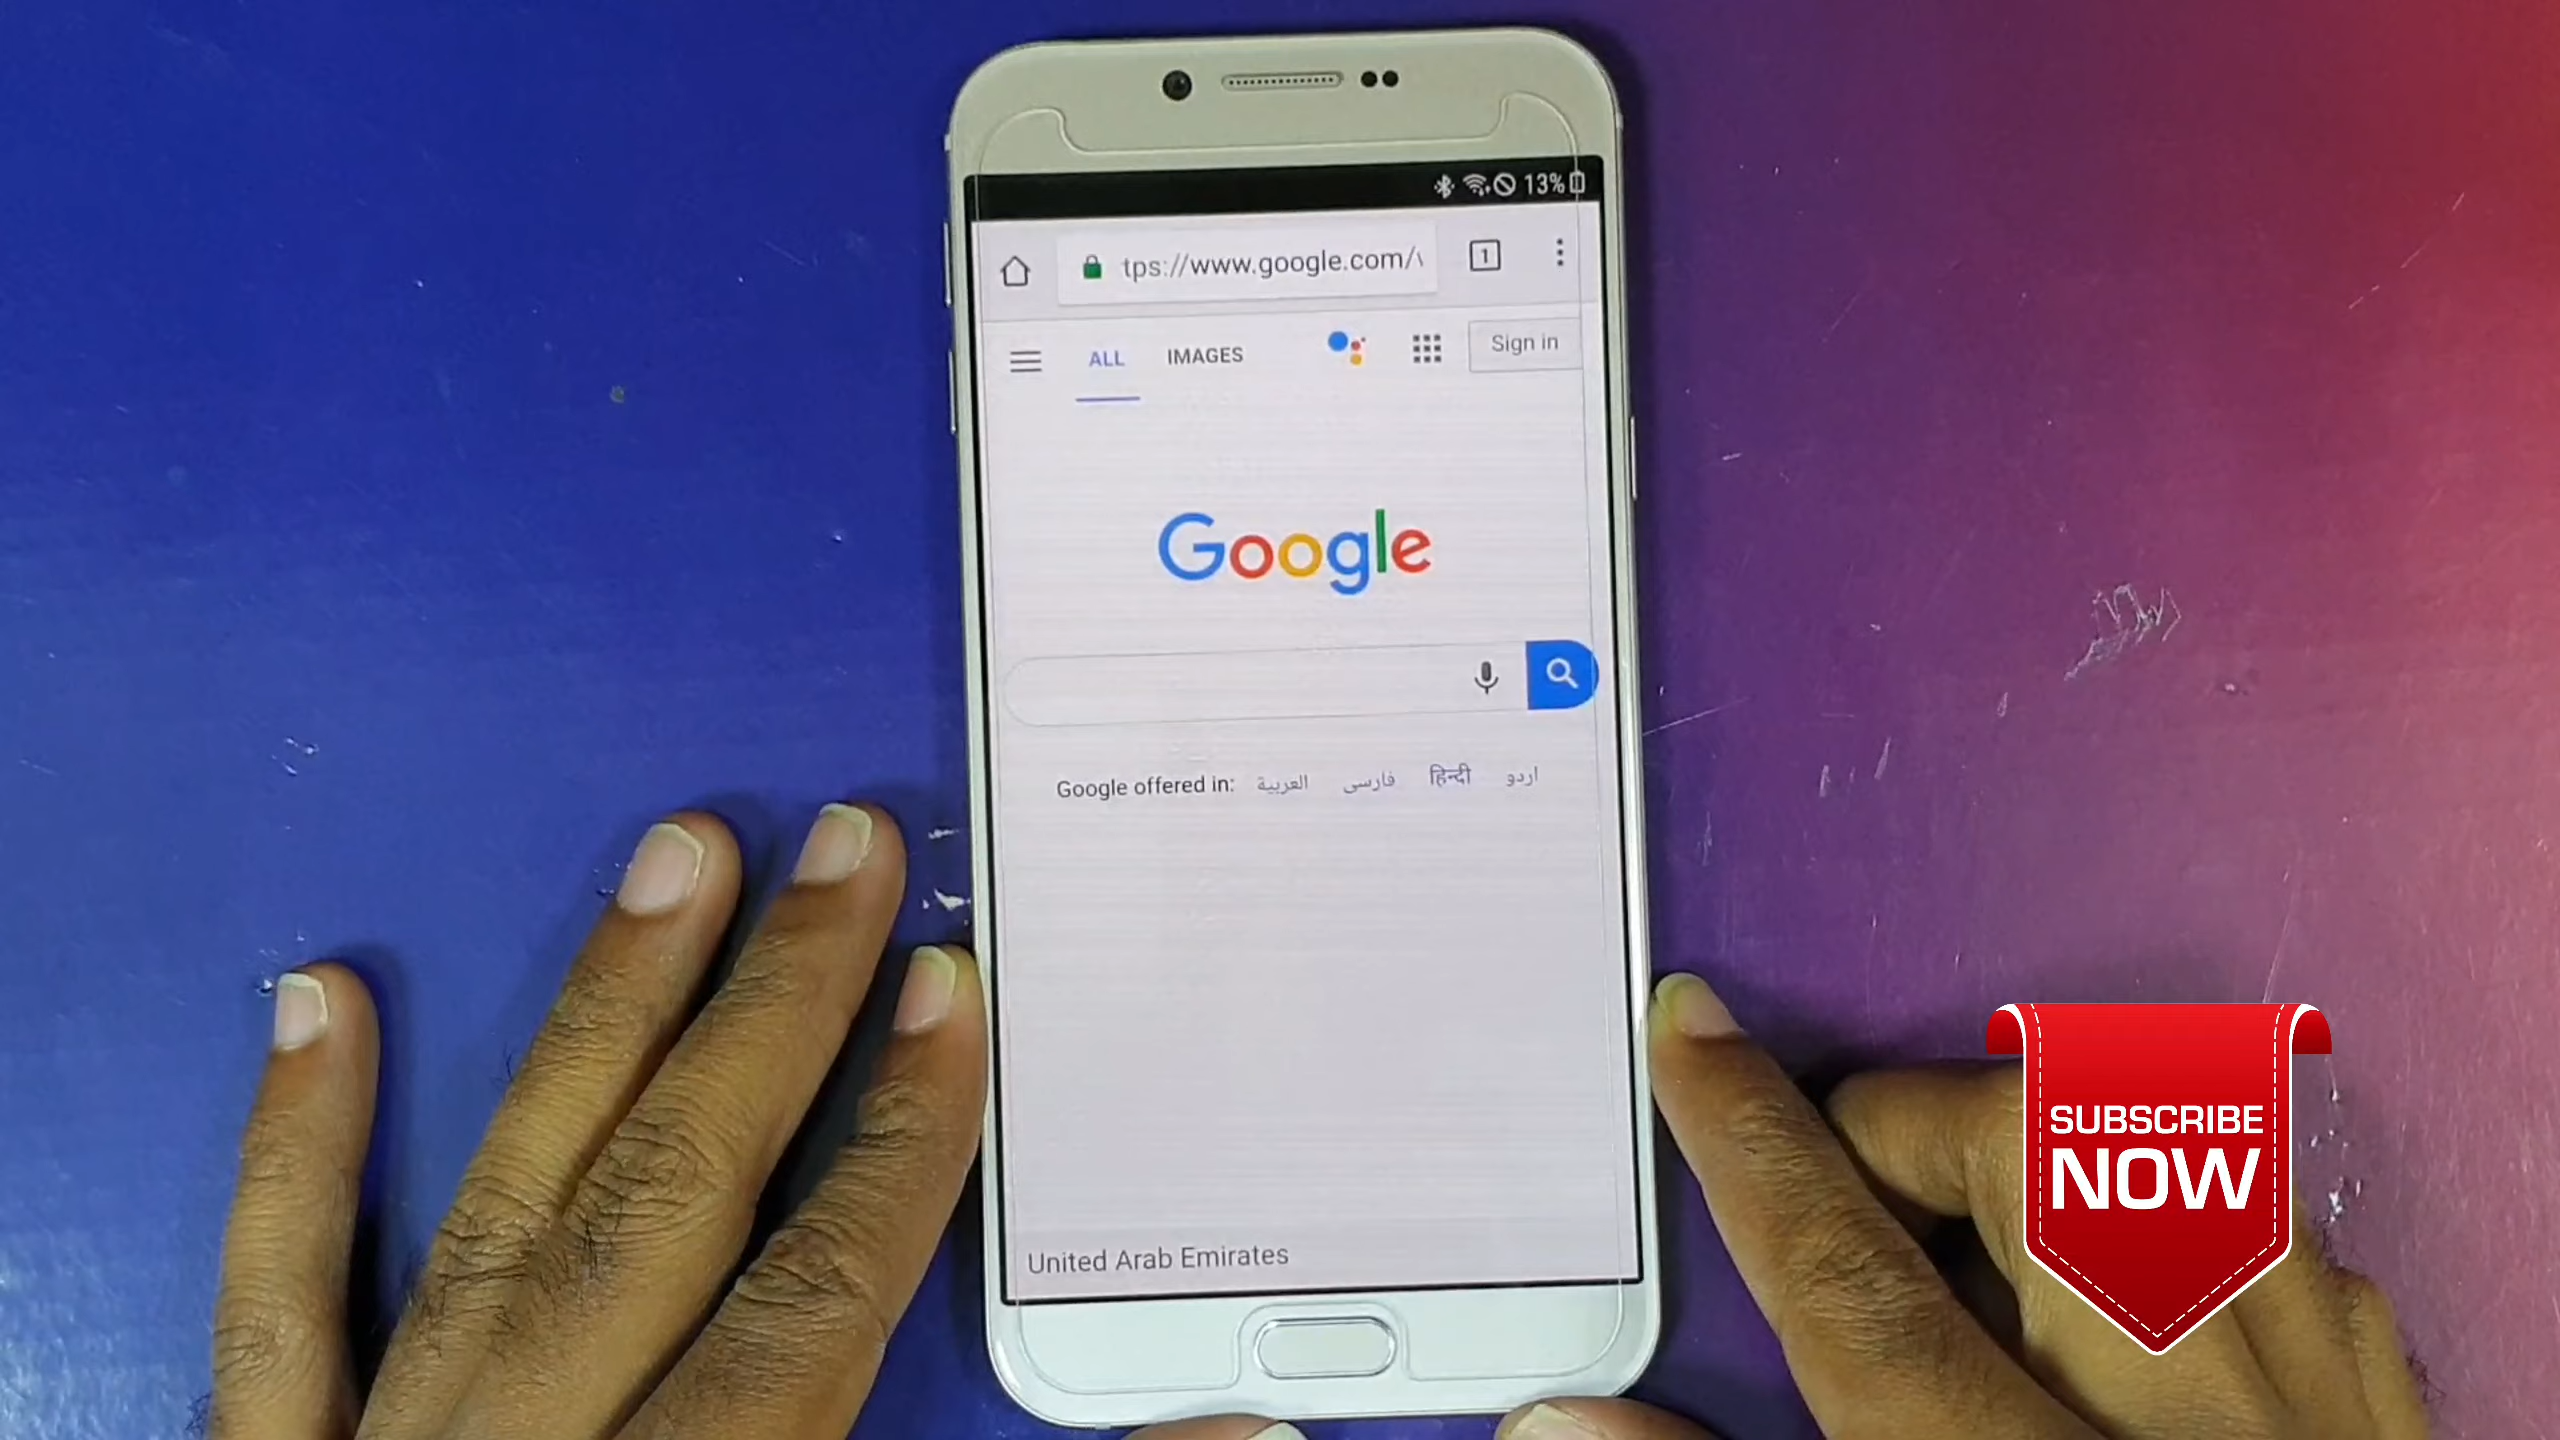 13%
tps://www.google.com/
1
ALL IMAGES Sign in
Google
Google offered in: العربية فارسی हिन्दी اردو
United Arab Emirates
SUBSCRIBE
NOW